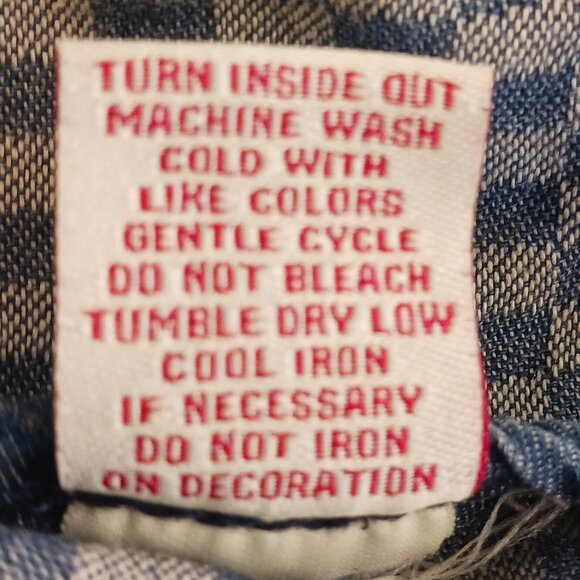 TURN INSIDE OUT
MACHINE WASH
COLD WITH
LIKE COLORS
GENTLE CYCLE
DO NOT BLEACH
TUMBLE DRY LOW
COOL IRON
IF NECESSARY
DO NOT IRON
ON DECORATION